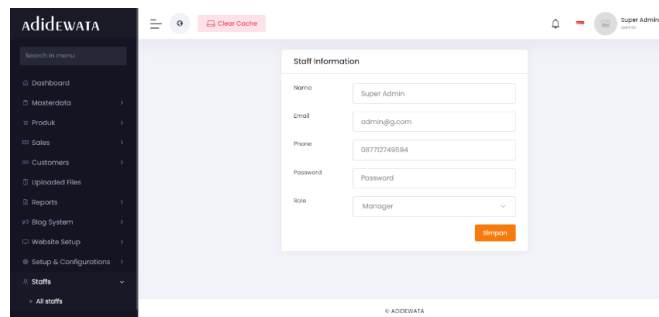 ADIDEWATA
Clear Cache
Super Admin
admin
Search in menu
Dashboard
Masterdata
Produk
Sales
Customers
Uploaded Files
Reports
Blog System
Website Setup
Setup & Configurations
Staffs
All staffs
Staff Information
Name
Super Admin
Email
admin@g.com
Phone
087712749594
Password
Password
Role
Manager
Simpan
© ADIDEWATA